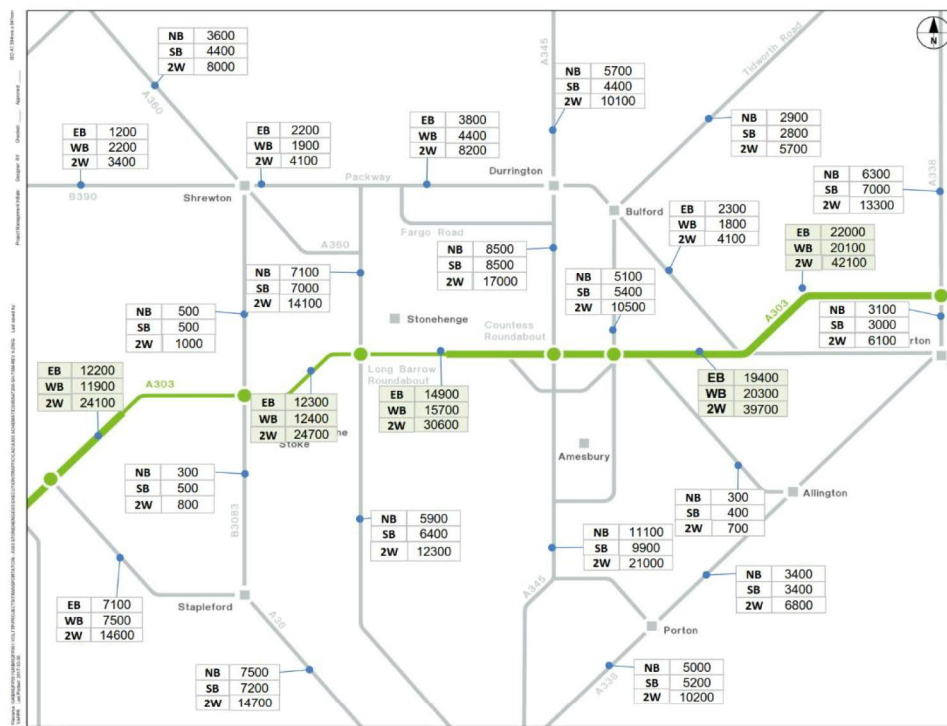 NB 3600
SB 4400
2W 8000
A360
EB 1200
WB 2200
2W 3400
B390
Shrewton
EB 2200
WB 1900
2W 4100
Packway
EB 3800
WB 4400
2W 8200
A345
NB 5700
SB 4400
2W 10100
Durrington
Tidworth Road
NB 2900
SB 2800
2W 5700
N
A338
NB 6300
SB 7000
2W 13300
Bulford
EB 2300
WB 1800
2W 4100
Fargo Road
A360
NB 8500
SB 8500
2W 17000
EB 22000
WB 20100
2W 42100
NB 7100
SB 7000
2W 14100
NB 5100
SB 5400
2W 10500
A303
NB 500
SB 500
2W 1000
Stonehenge
Countess
Roundabout
NB 3100
SB 3000
2W 6100
rton
Long Barrow
Roundabout
EB 12200
WB 11900
2W 24100
A303
EB 12300
WB 12400
2W 24700
ne
Stoke
EB 14900
WB 15700
2W 30600
EB 19400
WB 20300
2W 39700
Amesbury
NB 300
SB 500
2W 800
B3083
NB 300
SB 400
2W 700
Allington
NB 5900
SB 6400
2W 12300
NB 11100
SB 9900
2W 21000
A345
NB 3400
SB 3400
2W 6800
EB 7100
WB 7500
2W 14600
Stapleford
A36
Porton
NB 7500
SB 7200
2W 14700
A338
NB 5000
SB 5200
2W 10200